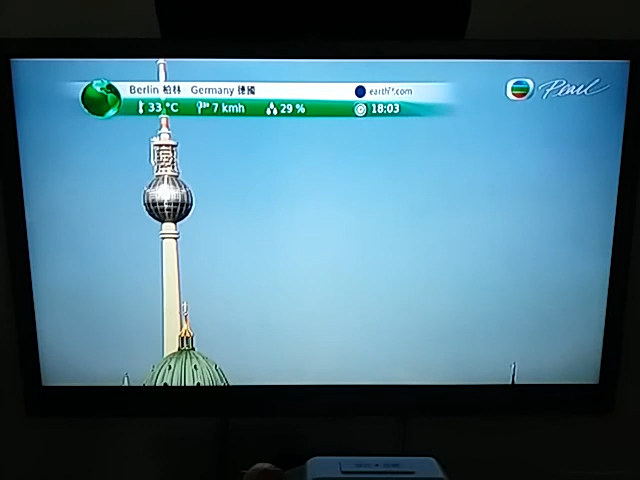 Berlin 柏林 Germany 德國
earthTV.com
33 °C 7 kmh 29 % 18:03
Pearl